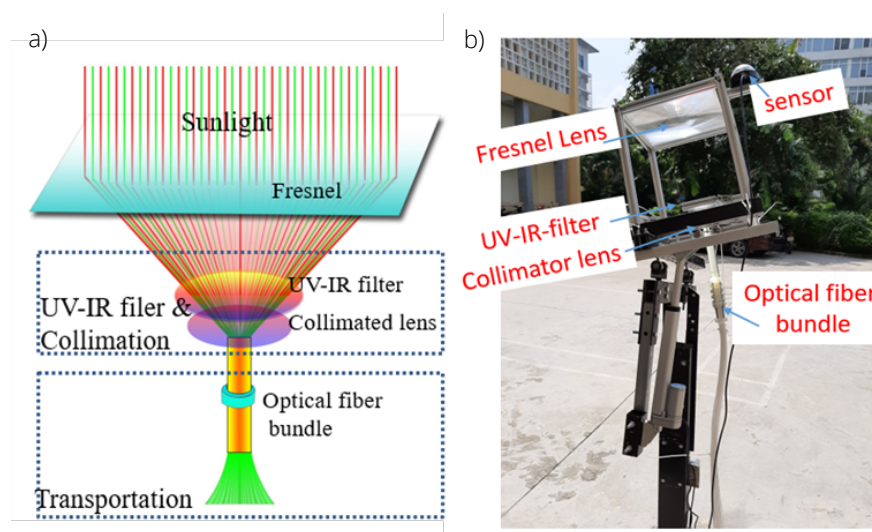 a)
Sunlight
Fresnel
UV-IR filter
UV-IR filer &
Collimation
Collimated lens
Optical fiber
bundle
Transportation
b)
sensor
Fresnel Lens
UV-IR-filter
Collimator lens
Optical fiber
bundle